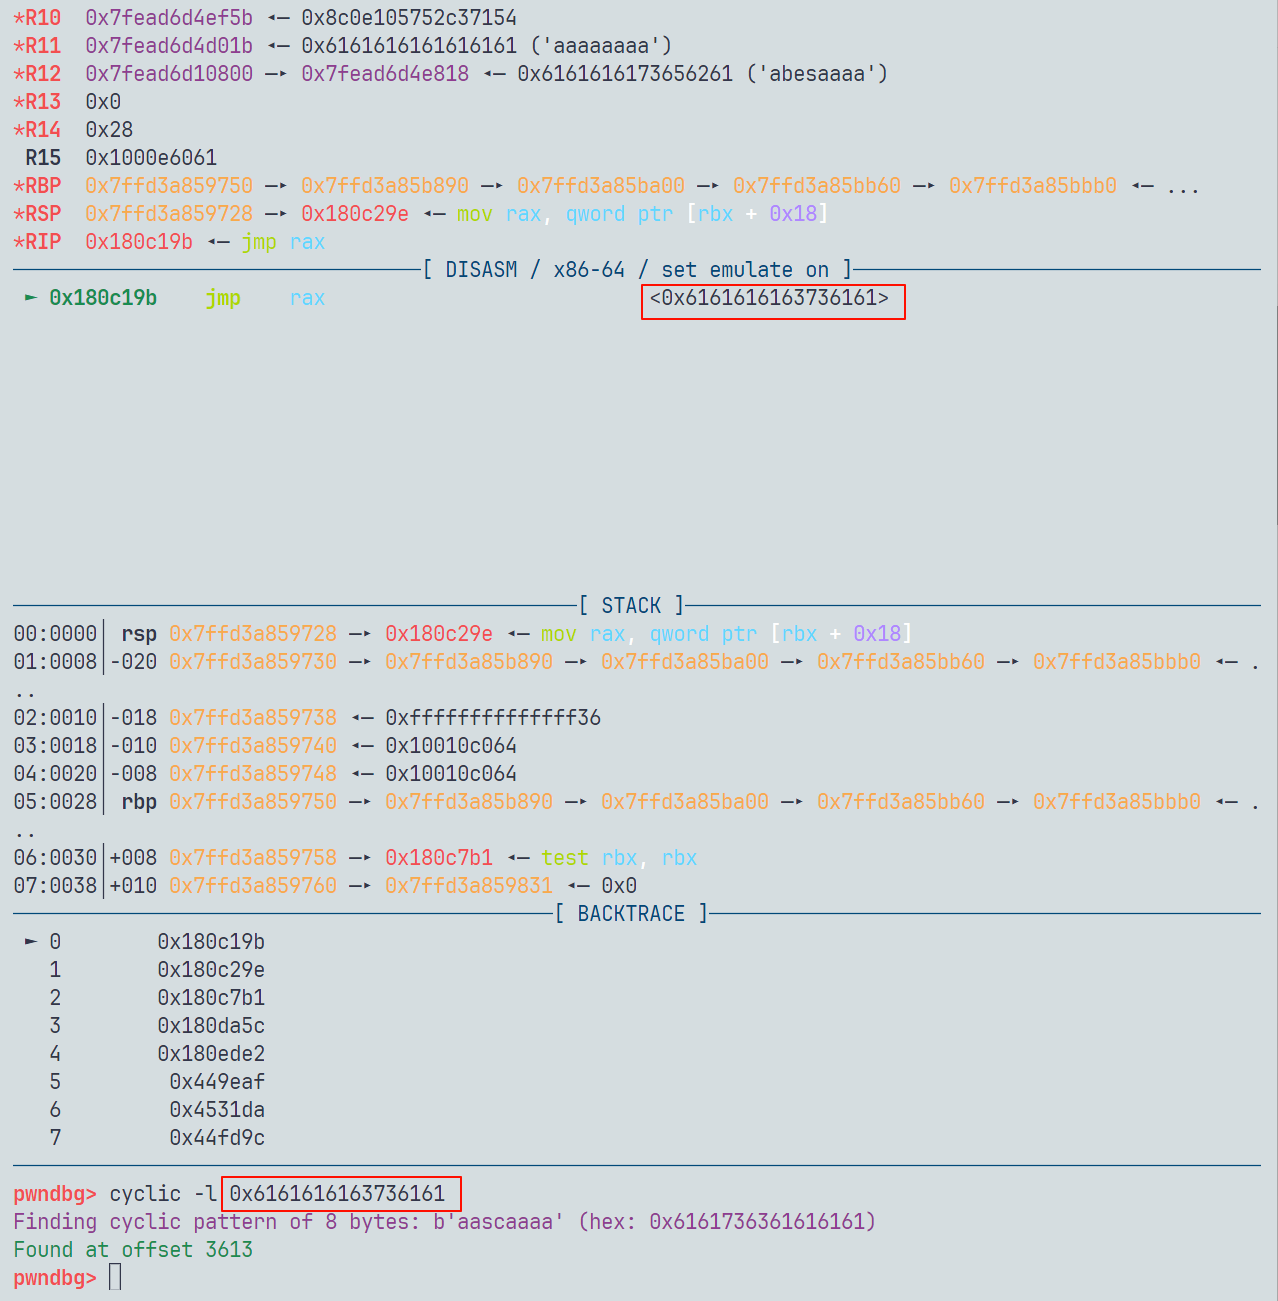 *R10  0x7fead6d4ef5b ◂— 0x8c0e105752c37154
*R11  0x7fead6d4d01b ◂— 0x6161616161616161 ('aaaaaaaa')
*R12  0x7fead6d10800 —▸ 0x7fead6d4e818 ◂— 0x6161616173656261 ('abesaaaa')
*R13  0x0
*R14  0x28
 R15  0x1000e6061
*RBP  0x7ffd3a859750 —▸ 0x7ffd3a85b890 —▸ 0x7ffd3a85ba00 —▸ 0x7ffd3a85bb60 —▸ 0x7ffd3a85bbb0 ◂— ...
*RSP  0x7ffd3a859728 —▸ 0x180c29e ◂— mov rax, qword ptr [rbx + 0x18]
*RIP  0x180c19b ◂— jmp rax
[ DISASM / x86-64 / set emulate on ]
 ► 0x180c19b    jmp    rax                           <0x6161616163736161>
[ STACK ]
00:0000│ rsp 0x7ffd3a859728 —▸ 0x180c29e ◂— mov rax, qword ptr [rbx + 0x18]
01:0008│-020 0x7ffd3a859730 —▸ 0x7ffd3a85b890 —▸ 0x7ffd3a85ba00 —▸ 0x7ffd3a85bb60 —▸ 0x7ffd3a85bbb0 ◂— .
..
02:0010│-018 0x7ffd3a859738 ◂— 0xffffffffffffff36
03:0018│-010 0x7ffd3a859740 ◂— 0x10010c064
04:0020│-008 0x7ffd3a859748 ◂— 0x10010c064
05:0028│ rbp 0x7ffd3a859750 —▸ 0x7ffd3a85b890 —▸ 0x7ffd3a85ba00 —▸ 0x7ffd3a85bb60 —▸ 0x7ffd3a85bbb0 ◂— .
..
06:0030│+008 0x7ffd3a859758 —▸ 0x180c7b1 ◂— test rbx, rbx
07:0038│+010 0x7ffd3a859760 —▸ 0x7ffd3a859831 ◂— 0x0
[ BACKTRACE ]
 ► 0        0x180c19b
   1        0x180c29e
   2        0x180c7b1
   3        0x180da5c
   4        0x180ede2
   5         0x449eaf
   6         0x4531da
   7         0x44fd9c
pwndbg> cyclic -l 0x6161616163736161
Finding cyclic pattern of 8 bytes: b'aascaaaa' (hex: 0x6161736361616161)
Found at offset 3613
pwndbg>